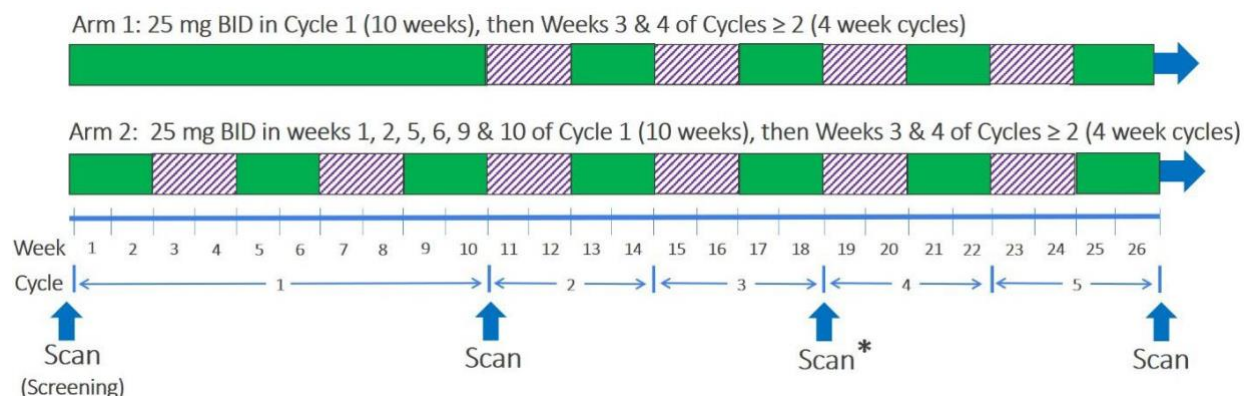 Arm 1: 25 mg BID in Cycle 1 (10 weeks), then Weeks 3 & 4 of Cycles ≥ 2 (4 week cycles)
Arm 2:  25 mg BID in weeks 1, 2, 5, 6, 9 & 10 of Cycle 1 (10 weeks), then Weeks 3 & 4 of Cycles ≥ 2 (4 week cycles)
Week 1 2 3 4 5 6 7 8 9 10 11 12 13 14 15 16 17 18 19 20 21 22 23 24 25 26
Cycle 1 2 3 4 5
Scan Scan Scan* Scan
(Screening)